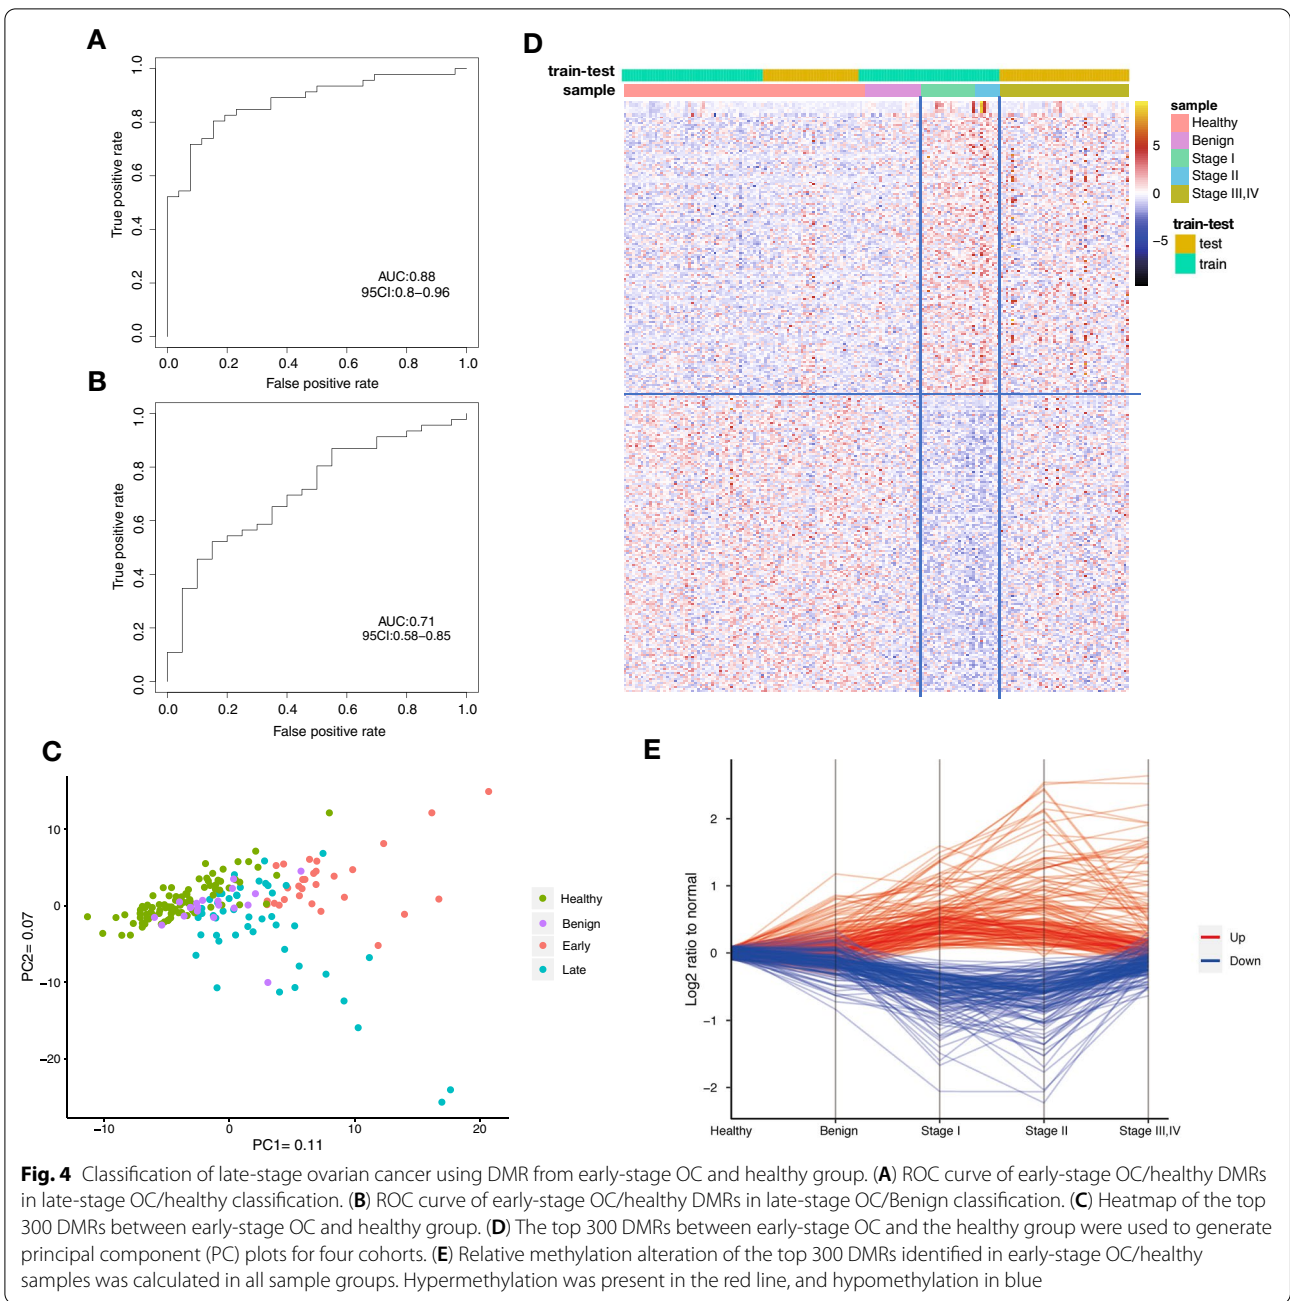 A
1.0
0.8
0.6
0.4
0.2
0.0
True positive rate
AUC:0.88
95CI:0.8–0.96
0.0 0.2 0.4 0.6 0.8 1.0
False positive rate
B
1.0
0.8
0.6
0.4
0.2
0.0
True positive rate
AUC:0.71
95CI:0.58–0.85
0.0 0.2 0.4 0.6 0.8 1.0
False positive rate
D
train-test
sample
5
0
−5
sample
Healthy
Benign
Stage I
Stage II
Stage III,IV
train-test
test
train
C
10
0
−10
−20
PC2= 0.07
−10 0 10 20
PC1= 0.11
Healthy
Benign
Early
Late
E
2
1
0
−1
−2
Log2 ratio to normal
Healthy Benign Stage I Stage II Stage III,IV
Up
Down
Fig. 4 Classification of late-stage ovarian cancer using DMR from early-stage OC and healthy group. (A) ROC curve of early-stage OC/healthy DMRs
in late-stage OC/healthy classification. (B) ROC curve of early-stage OC/healthy DMRs in late-stage OC/Benign classification. (C) Heatmap of the top
300 DMRs between early-stage OC and healthy group. (D) The top 300 DMRs between early-stage OC and the healthy group were used to generate
principal component (PC) plots for four cohorts. (E) Relative methylation alteration of the top 300 DMRs identified in early-stage OC/healthy
samples was calculated in all sample groups. Hypermethylation was present in the red line, and hypomethylation in blue